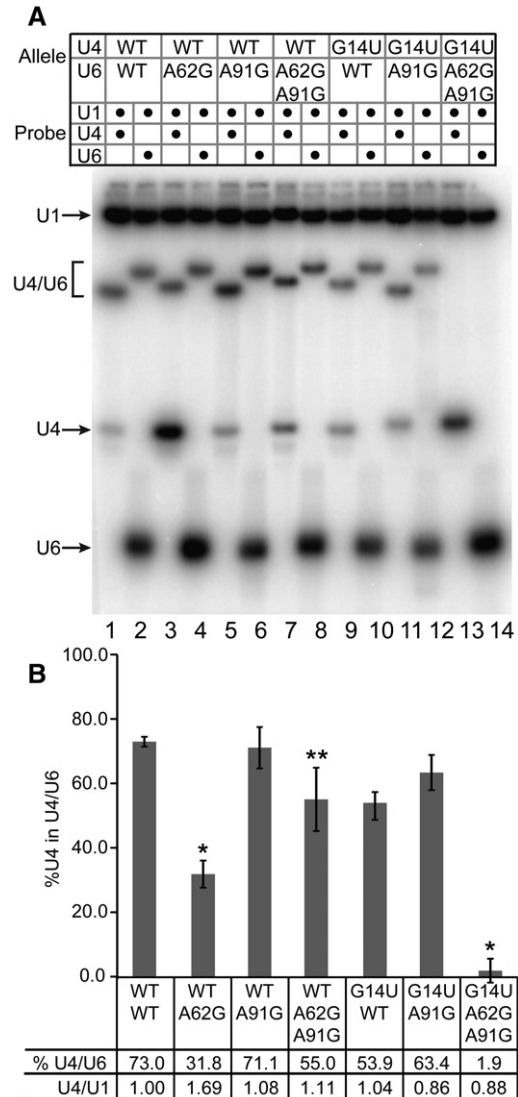 A
Allele
U4 WT WT WT WT G14U G14U G14U
U6 WT A62G A91G A62G A91G WT A91G A62G A91G
Probe
U1 • • • • • • • • • • • • • •
U4 • • • • • • •
U6 • • • • • • •
U1
U4/U6
U4
U6
1 2 3 4 5 6 7 8 9 10 11 12 13 14
B
%U4 in U4/U6
100.0
80.0
60.0
40.0
20.0
0.0
* ** *
WT WT WT WT G14U G14U G14U
WT A62G A91G A62G WT A91G A62G
A91G A91G
% U4/U6 73.0 31.8 71.1 55.0 53.9 63.4 1.9
U4/U1 1.00 1.69 1.08 1.11 1.04 0.86 0.88